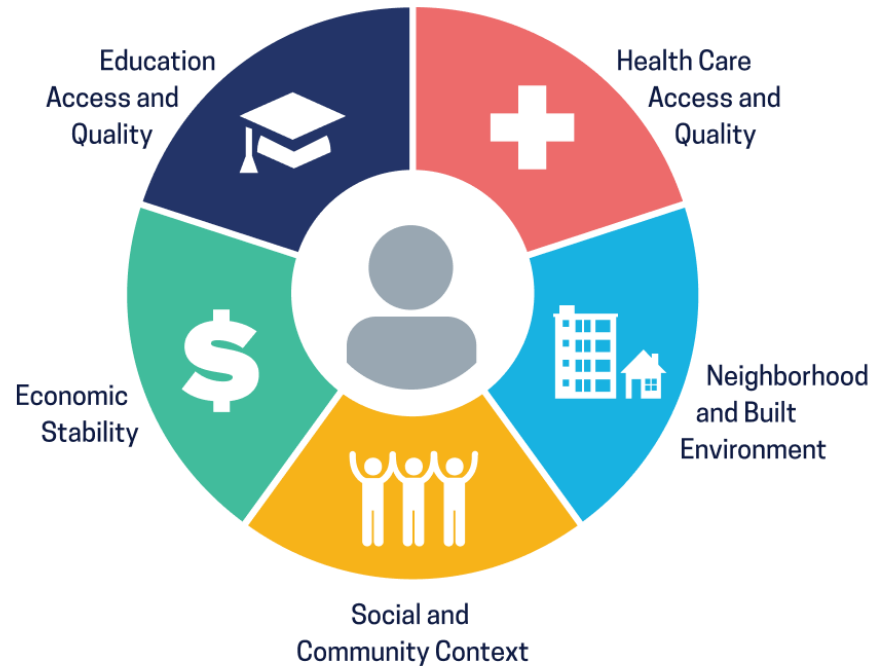 Education
Access and
Quality
Health Care
Access and
Quality
Economic
Stability
Neighborhood
and Built
Environment
Social and
Community Context